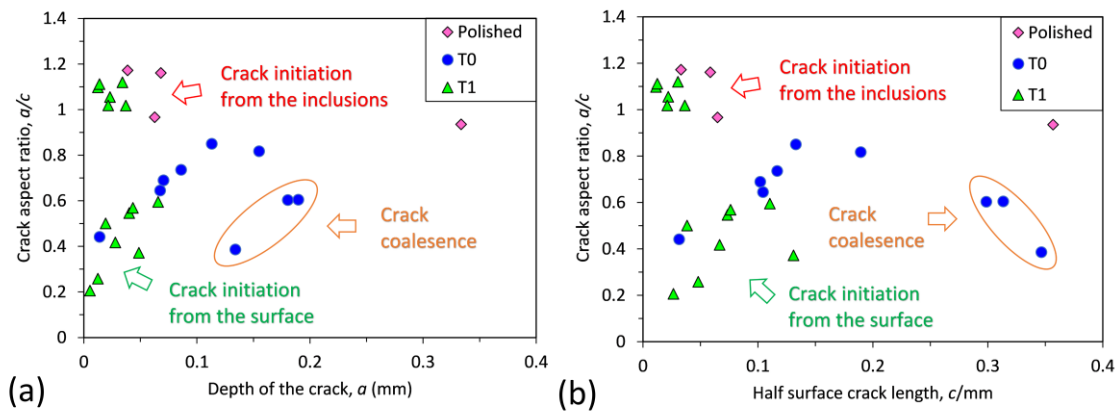 1.4
1.2
1
0.8
0.6
0.4
0.2
0
Crack aspect ratio, a/c
Polished
T0
T1
Crack initiation
from the inclusions
Crack
coalesence
Crack initiation
from the surface
0 0.1 0.2 0.3 0.4
Depth of the crack, a (mm)
(a)
1.4
1.2
1
0.8
0.6
0.4
0.2
0
Crack aspect ratio, a/c
Polished
T0
T1
Crack initiation
from the inclusions
Crack
coalesence
Crack initiation
from the surface
0 0.1 0.2 0.3 0.4
Half surface crack length, c/mm
(b)